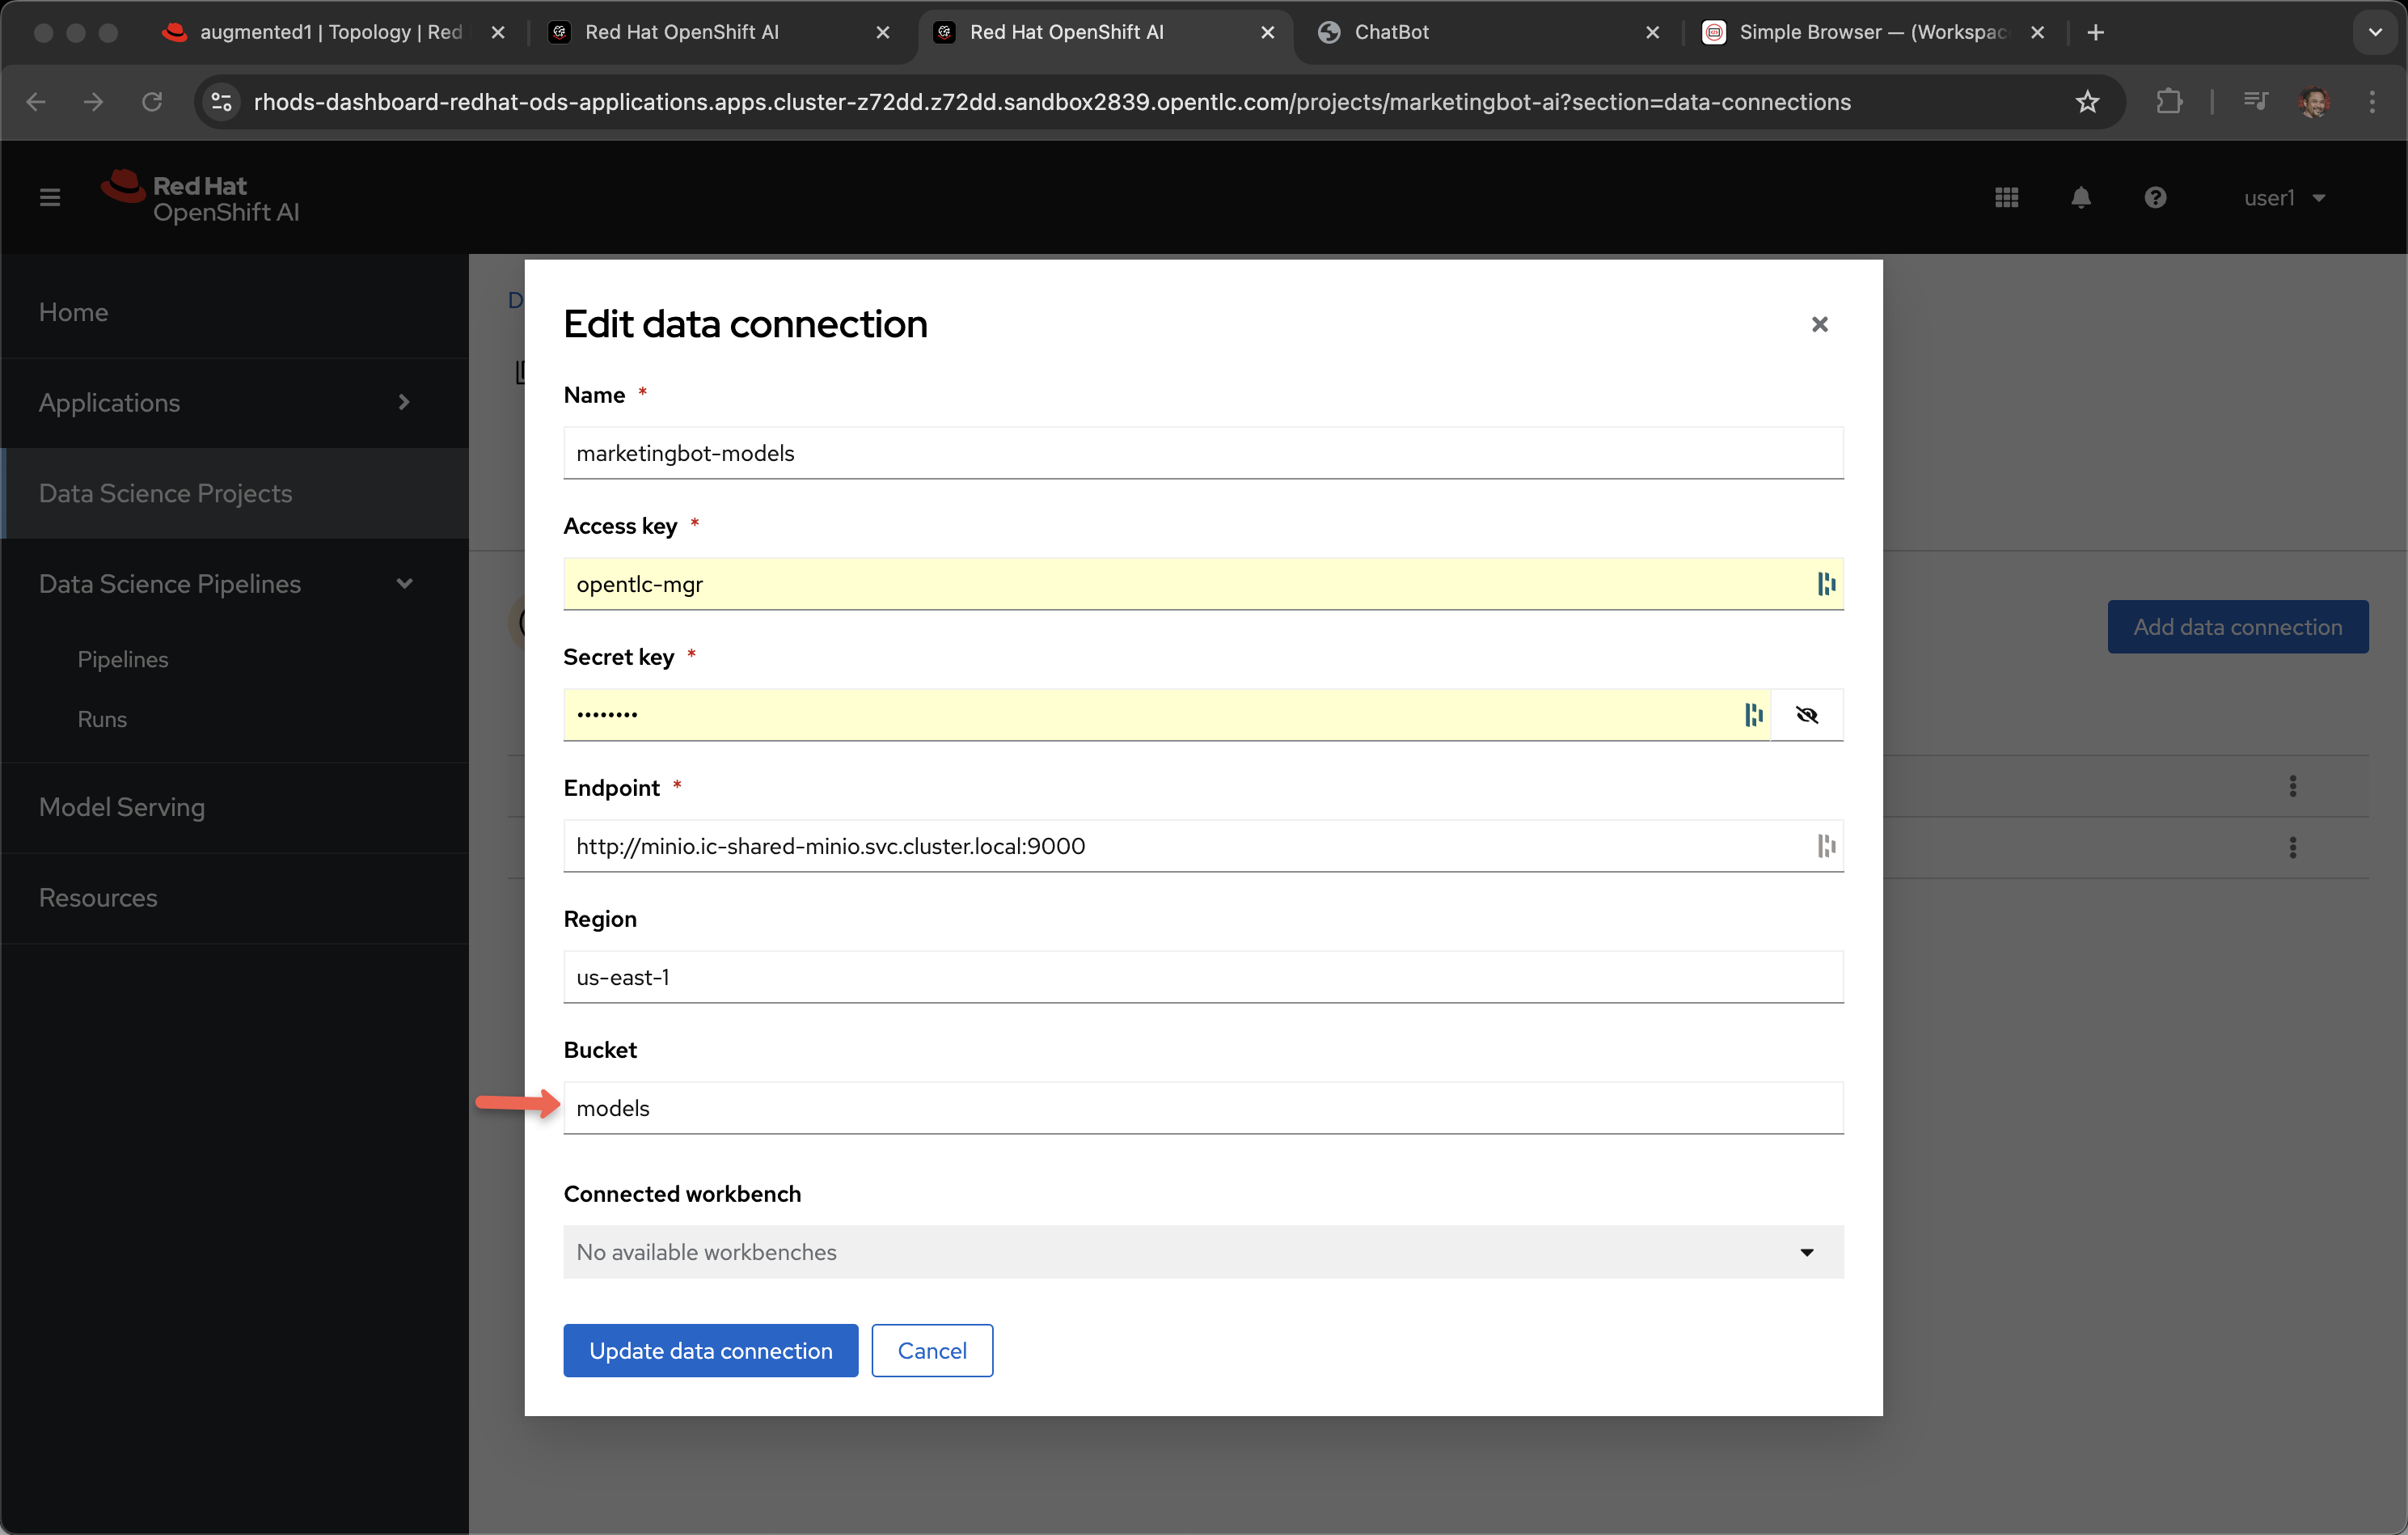 augmented1 | Topology | Red
Red Hat OpenShift AI
Red Hat OpenShift AI
ChatBot
Simple Browser — (Workspac
rhods-dashboard-redhat-ods-applications.apps.cluster-z72dd.z72dd.sandbox2839.opentlc.com/projects/marketingbot-ai?section=data-connections
Red Hat
OpenShift AI
user1
Home
Applications
Data Science Projects
Data Science Pipelines
Pipelines
Runs
Model Serving
Resources
D
Add data connection
Edit data connection
Name *
marketingbot-models
Access key *
opentlc-mgr
Secret key *
••••••••
Endpoint *
http://minio.ic-shared-minio.svc.cluster.local:9000
Region
us-east-1
Bucket
models
Connected workbench
No available workbenches
Update data connection
Cancel